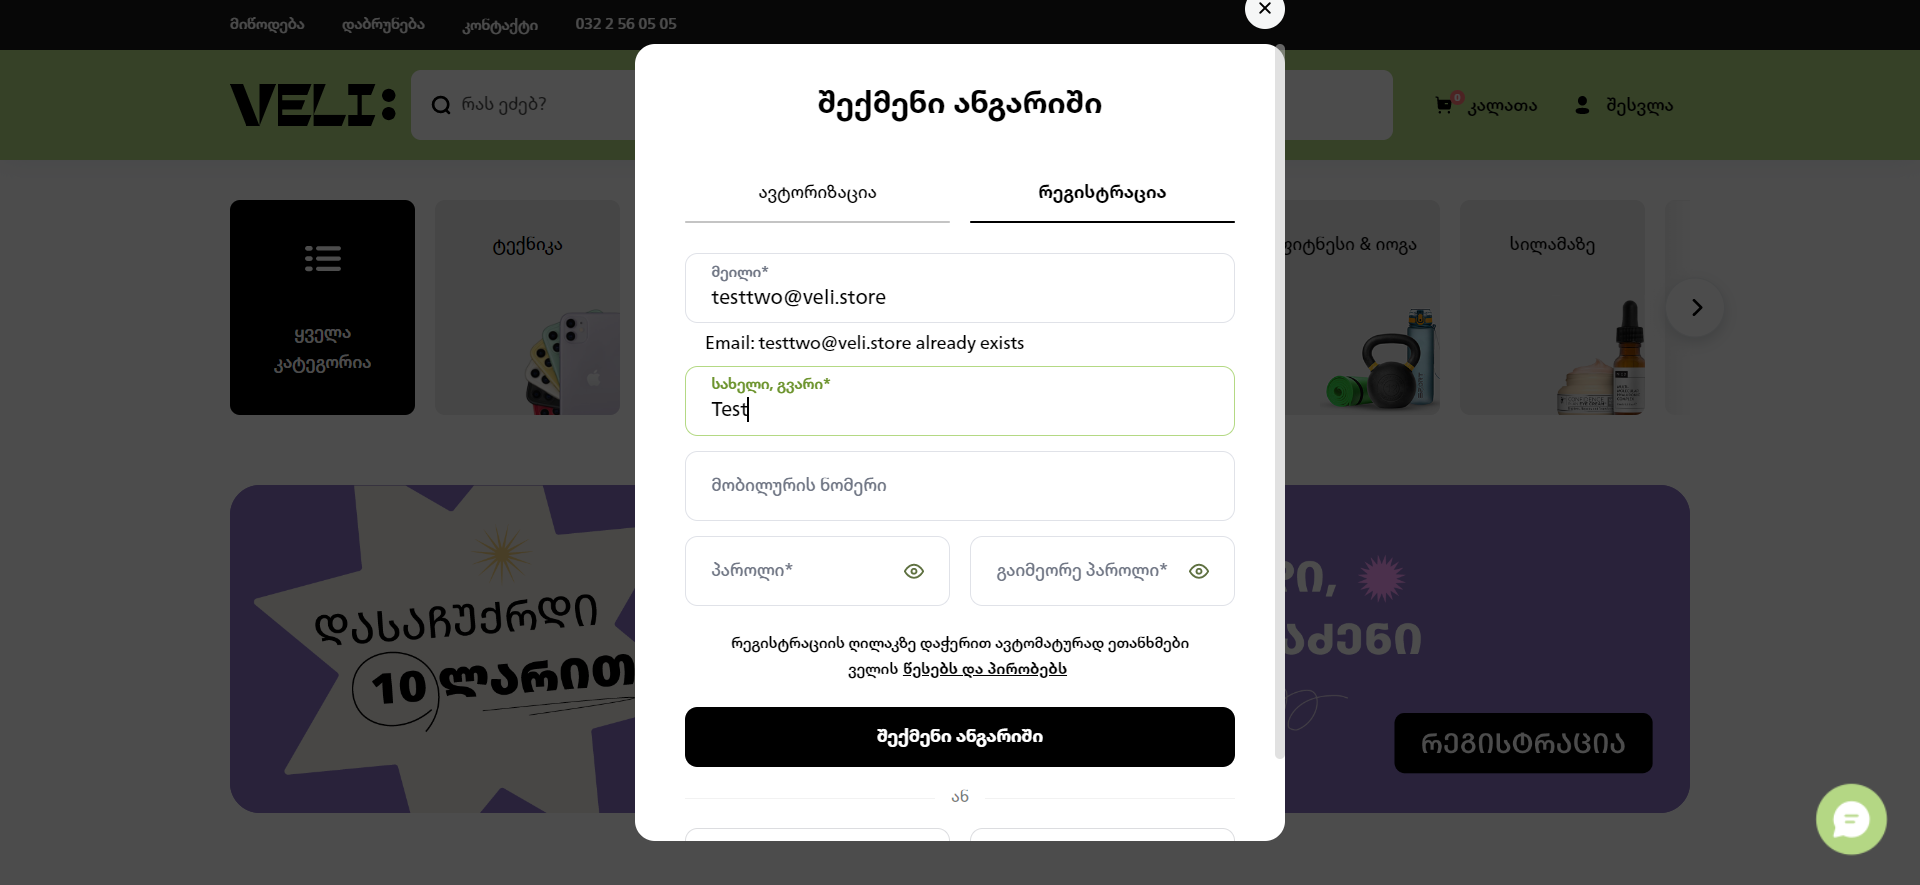 მიწოდება
დაბრუნება
კონტაქტი
032 2 56 05 05
VELI:
რას ეძებ?
0
კალათა
შესვლა
ყველა
კატეგორია
ტექნიკა
ფიტნესი & იოგა
სილამაზე
შექმენი ანგარიში
ავტორიზაცია
რეგისტრაცია
მეილი*
testtwo@veli.store
Email: testtwo@veli.store already exists
სახელი, გვარი*
Test
მობილურის ნომერი
პაროლი*
გაიმეორე პაროლი*
რეგისტრაციის ღილაკზე დაჭერით ავტომატურად ეთანხმები
ველის წესებს და პირობებს
შექმენი ანგარიში
ან
დასაჩუქრდი
10 ლარით
რეგისტრაცია